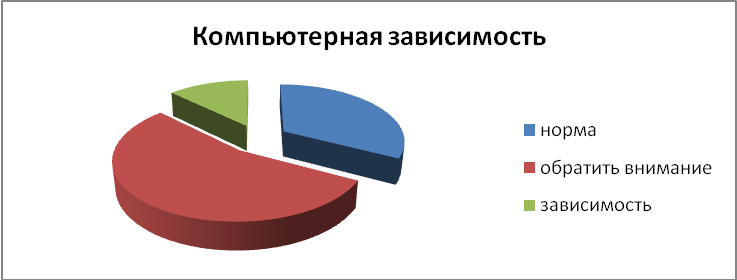 Компьютерная зависимость
норма
обратить внимание
зависимость